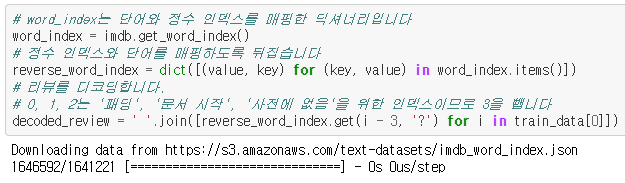 # word_index는 단어와 정수 인덱스를 매핑한 딕셔너리입니다
word_index = imdb.get_word_index()
# 정수 인덱스와 단어를 매핑하도록 뒤집습니다
reverse_word_index = dict([(value, key) for (key, value) in word_index.items()])
# 리뷰를 디코딩합니다.
# 0, 1, 2는 '패딩', '문서 시작', '사전에 없음'을 위한 인덱스이므로 3을 뺍니다
decoded_review = ' '.join([reverse_word_index.get(i - 3, '?') for i in train_data[0]])
Downloading data from https://s3.amazonaws.com/text-datasets/imdb_word_index.json
1646592/1641221 [==============================] - 0s 0us/step